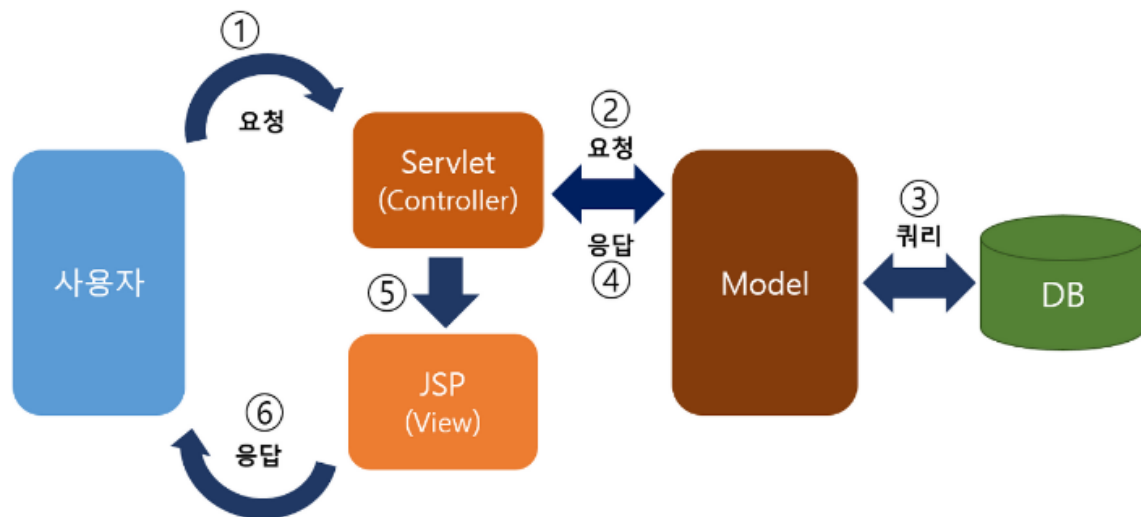 ①
요청
사용자
Servlet
(Controller)
②
요청
응답
④
Model
③
쿼리
DB
⑤
JSP
(View)
⑥
응답